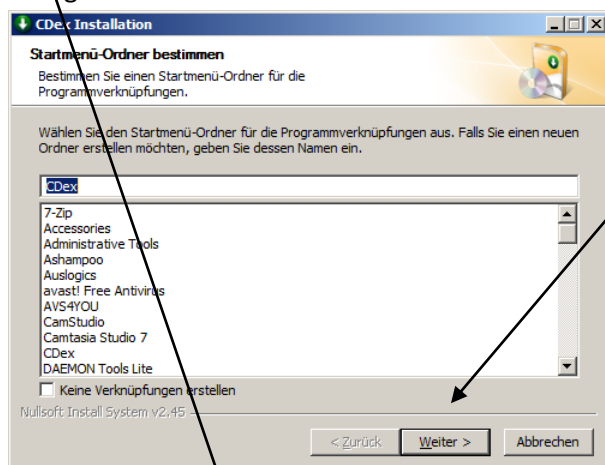 CDex Installation
Startmenü-Ordner bestimmen
Bestimmen Sie einen Startmenü-Ordner für die
Programmverknüpfungen.
Wählen Sie den Startmenü-Ordner für die Programmverknüpfungen aus. Falls Sie einen neuen
Ordner erstellen möchten, geben Sie dessen Namen ein.
CDex
7-Zip
Accessories
Administrative Tools
Ashampoo
Auslogics
avast! Free Antivirus
AVS4YOU
CamStudio
Camtasia Studio 7
CDex
DAEMON Tools Lite
Keine Verknüpfungen erstellen
Nullsoft Install System v2.45
< Zurück Weiter > Abbrechen